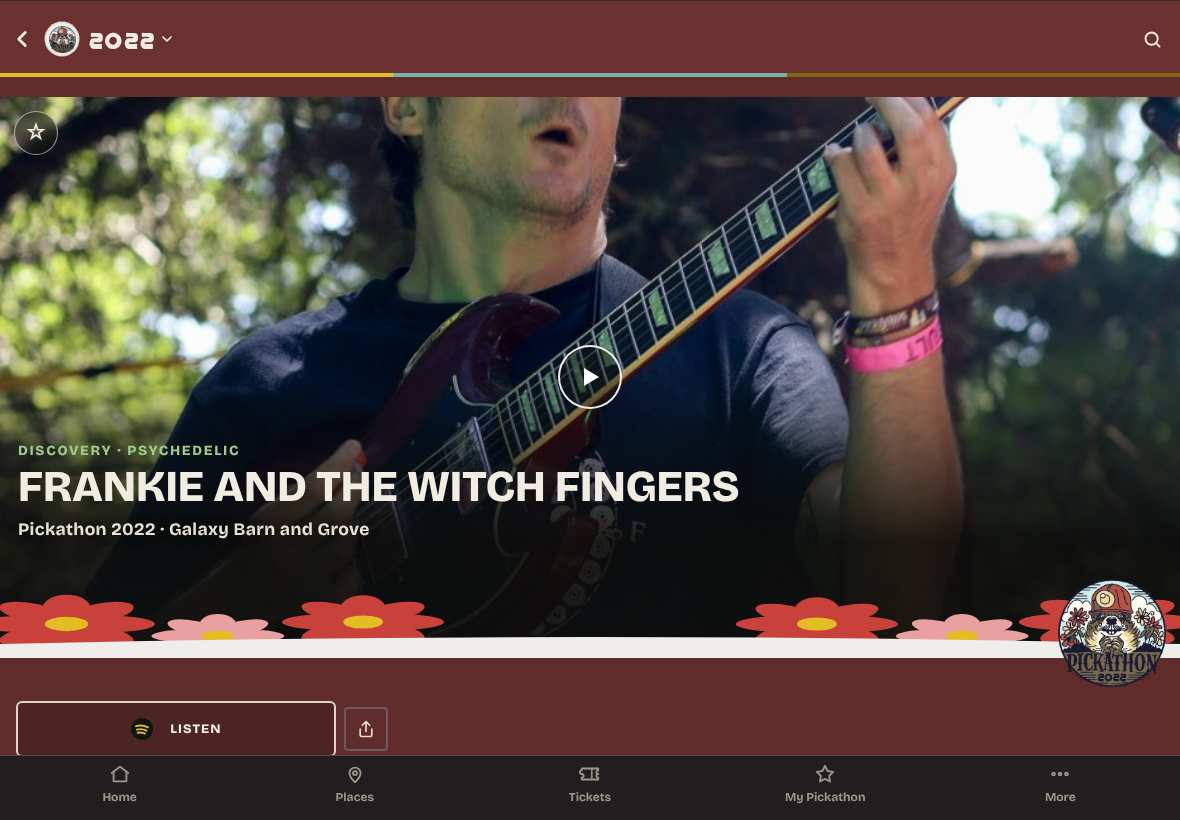 2022
DISCOVERY · PSYCHEDELIC
FRANKIE AND THE WITCH FINGERS
Pickathon 2022 · Galaxy Barn and Grove
PICKATHON
2022
LISTEN
Home
Places
Tickets
My Pickathon
More